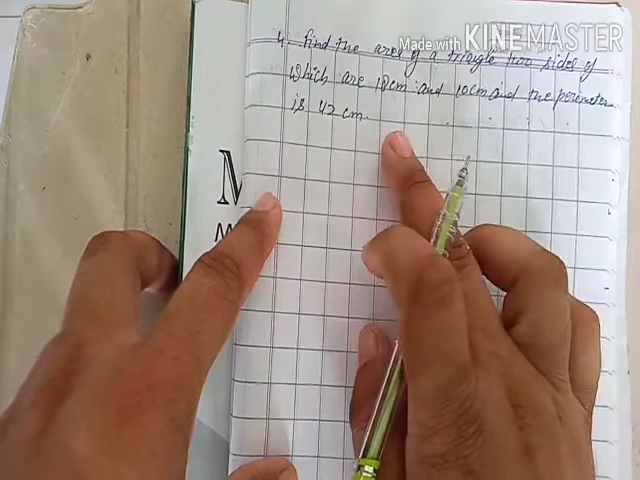 Made with KINEMASTER
4. Find the area of a triangle two sides of
which are 18cm and 10cm and the perimeter
is 42 cm.
M
M